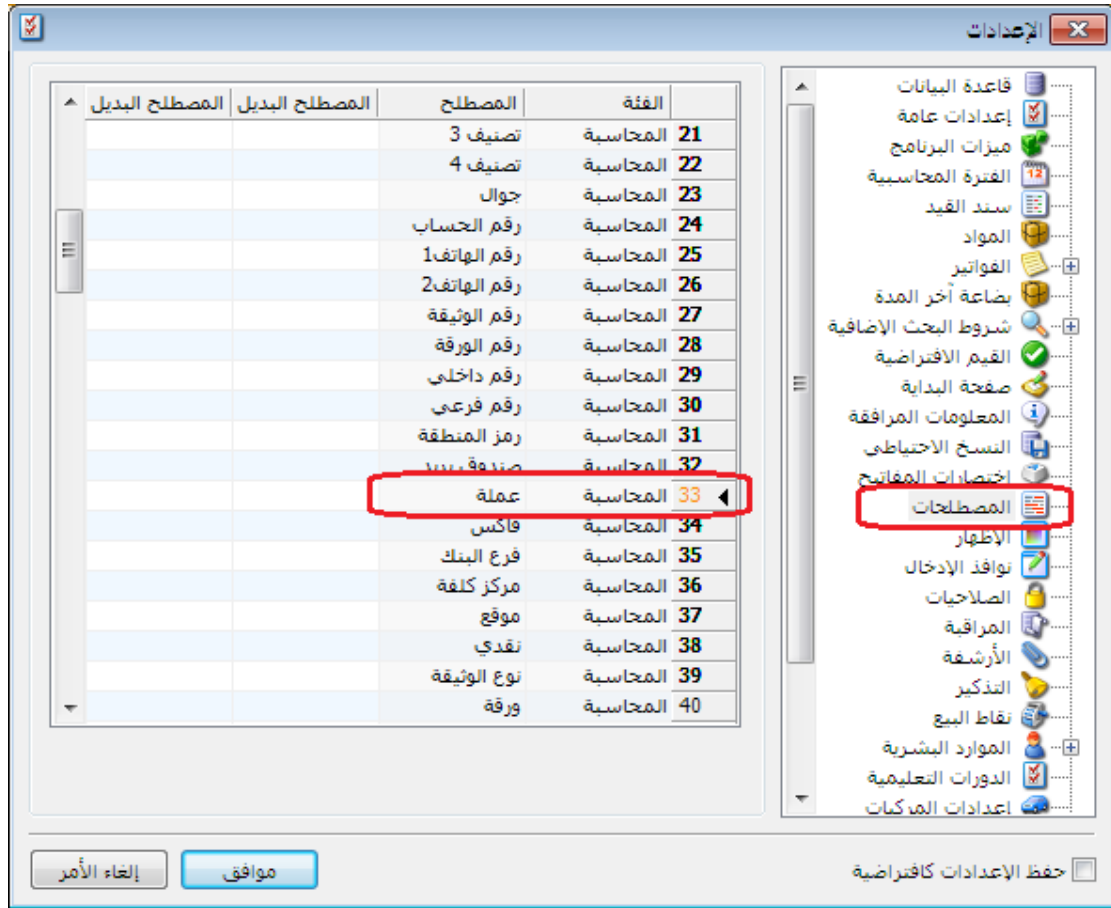 الإعدادات
قاعدة البيانات
إعدادات عامة
ميزات البرنامج
الفترة المحاسبية
سند القيد
المواد
الفواتير
بضاعة آخر المدة
شروط البحث الإضافية
القيم الافتراضية
صفحة البداية
المعلومات المرافقة
النسخ الاحتياطي
اختصارات المفاتيح
المصطلحات
الإظهار
نوافذ الإدخال
الصلاحيات
المراقبة
الأرشفة
التذكير
نقاط البيع
الموارد البشرية
الدورات التعليمية
إعدادات المركبات
الفئة المصطلح المصطلح البديل المصطلح البديل
21 المحاسبة تصنيف 3
22 المحاسبة تصنيف 4
23 المحاسبة جوال
24 المحاسبة رقم الحساب
25 المحاسبة رقم الهاتف1
26 المحاسبة رقم الهاتف2
27 المحاسبة رقم الوثيقة
28 المحاسبة رقم الورقة
29 المحاسبة رقم داخلي
30 المحاسبة رقم فرعي
31 المحاسبة رمز المنطقة
32 المحاسبة صندوق بريد
33 المحاسبة عملة
34 المحاسبة فاكس
35 المحاسبة فرع البنك
36 المحاسبة مركز كلفة
37 المحاسبة موقع
38 المحاسبة نقدي
39 المحاسبة نوع الوثيقة
40 المحاسبة ورقة
حفظ الإعدادات كافتراضية
موافق
إلغاء الأمر